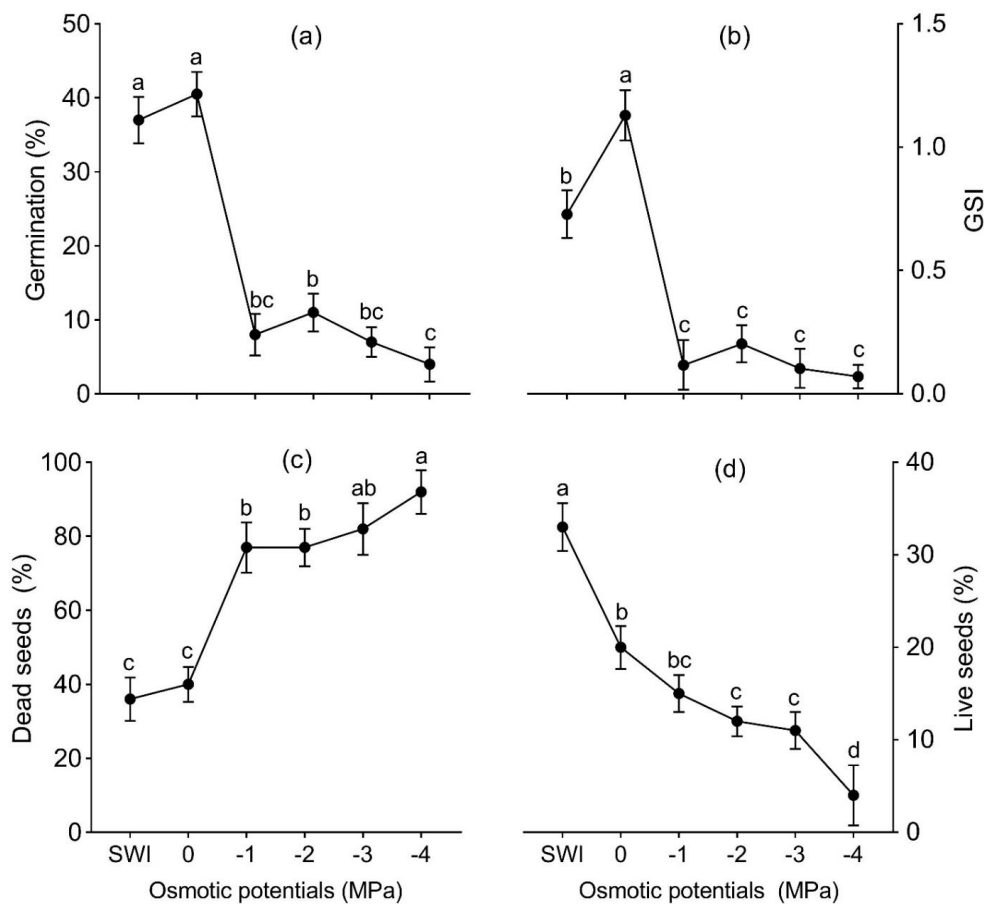 (a)
Germination (%)
50
40
30
20
10
0
a
a
bc
b
bc
c
(b)
GSI
1.5
1.0
0.5
0.0
b
a
c
c
c
c
(c)
Dead seeds (%)
100
80
60
40
20
0
c
c
b
b
ab
a
SWI 0 -1 -2 -3 -4
Osmotic potentials (MPa)
(d)
Live seeds (%)
40
30
20
10
0
a
b
bc
c
c
d
SWI 0 -1 -2 -3 -4
Osmotic potentials (MPa)